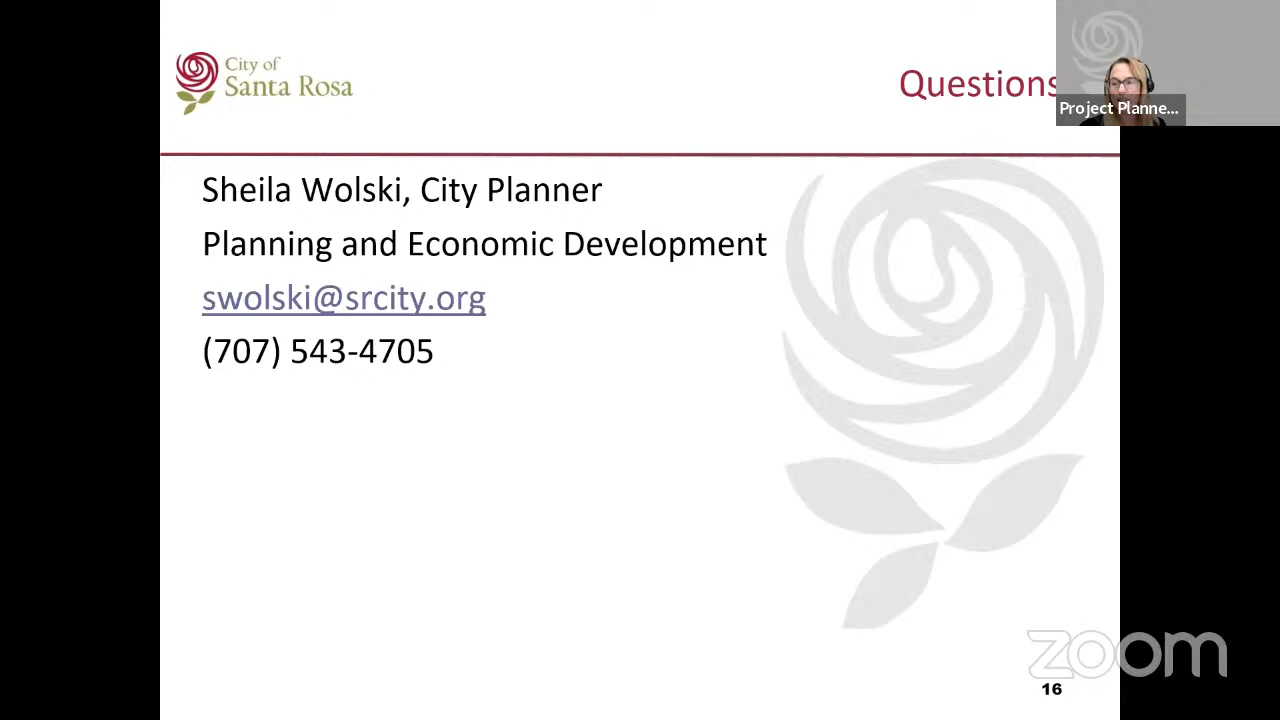 City of
Santa Rosa
Questions
Project Planne...
Sheila Wolski, City Planner
Planning and Economic Development
swolski@srcity.org
(707) 543-4705
zoom
16